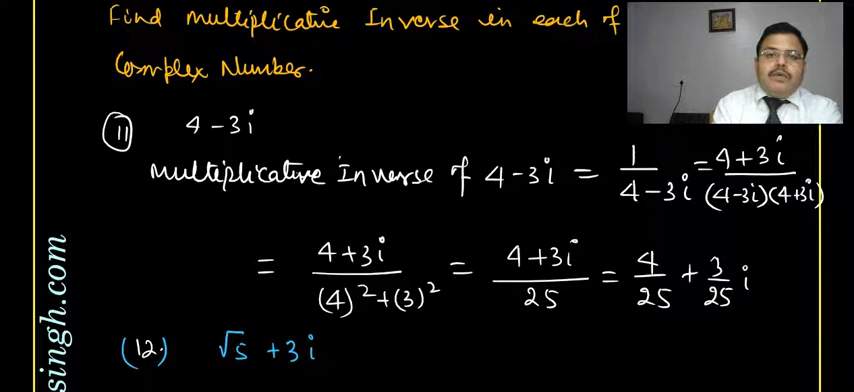 Find Multiplicative Inverse in each of
Complex Number.
(11) 4 - 3i
Multiplicative Inverse of 4 - 3i = 1/(4 - 3i) = (4 + 3i)/((4 - 3i)(4 + 3i))
= (4 + 3i)/((4)² + (3)²) = (4 + 3i)/25 = 4/25 + 3/25 i
(12.) √5 + 3i
singh.com